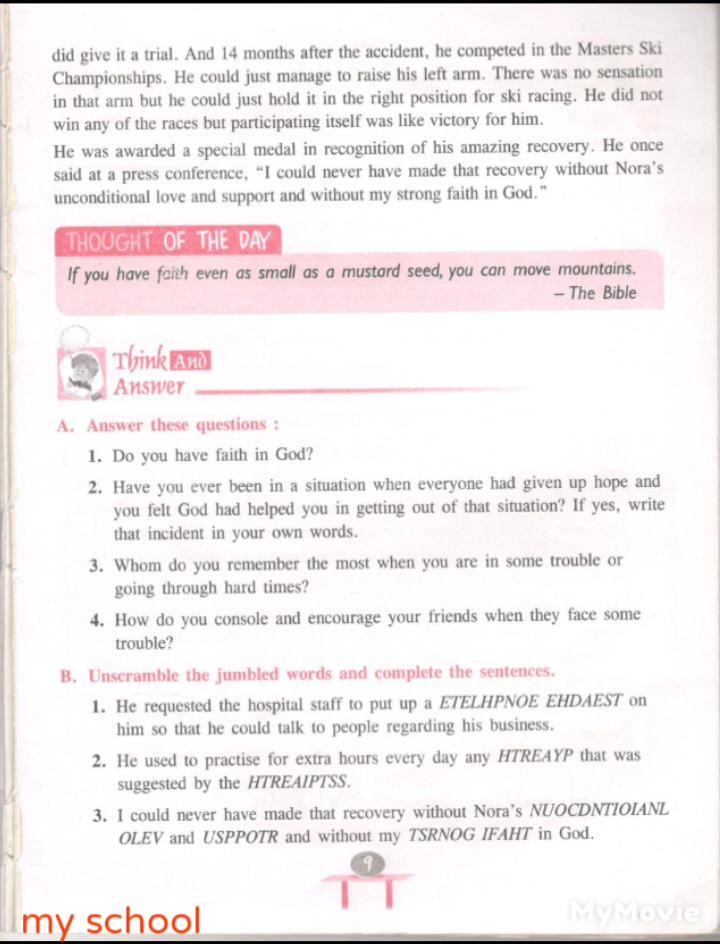 did give it a trial. And 14 months after the accident, he competed in the Masters Ski
Championships. He could just manage to raise his left arm. There was no sensation
in that arm but he could just hold it in the right position for ski racing. He did not
win any of the races but participating itself was like victory for him.
He was awarded a special medal in recognition of his amazing recovery. He once
said at a press conference, “I could never have made that recovery without Nora’s
unconditional love and support and without my strong faith in God.”
THOUGHT OF THE DAY
If you have faith even as small as a mustard seed, you can move mountains.
– The Bible
Think And
Answer
A. Answer these questions :
1. Do you have faith in God?
2. Have you ever been in a situation when everyone had given up hope and
you felt God had helped you in getting out of that situation? If yes, write
that incident in your own words.
3. Whom do you remember the most when you are in some trouble or
going through hard times?
4. How do you console and encourage your friends when they face some
trouble?
B. Unscramble the jumbled words and complete the sentences.
1. He requested the hospital staff to put up a ETELHPNOE EHDAEST on
him so that he could talk to people regarding his business.
2. He used to practise for extra hours every day any HTREAYP that was
suggested by the HTREAIPTSS.
3. I could never have made that recovery without Nora’s NUOCDNTIOIANL
OLEV and USPPOTR and without my TSRNOG IFAHT in God.
9
my school
MyMovie